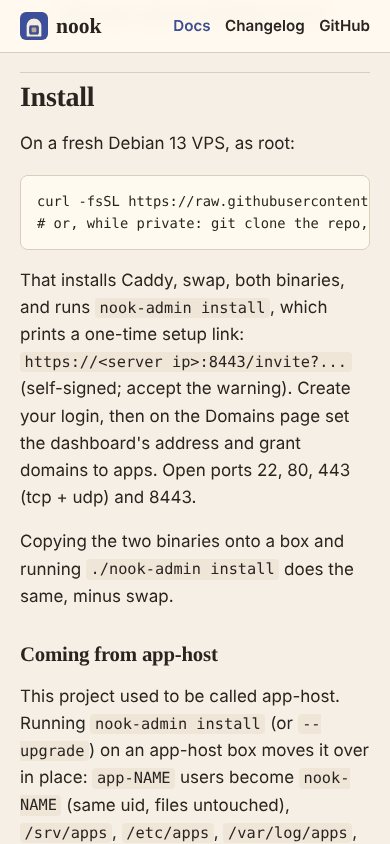 nook Docs Changelog GitHub
Install
On a fresh Debian 13 VPS, as root:
curl -fsSL https://raw.githubusercontent
# or, while private: git clone the repo,
That installs Caddy, swap, both binaries,
and runs nook-admin install, which
prints a one-time setup link:
https://<server ip>:8443/invite?...
(self-signed; accept the warning). Create
your login, then on the Domains page set
the dashboard's address and grant
domains to apps. Open ports 22, 80, 443
(tcp + udp) and 8443.
Copying the two binaries onto a box and
running ./nook-admin install does the
same, minus swap.
Coming from app-host
This project used to be called app-host.
Running nook-admin install (or --
upgrade) on an app-host box moves it over
in place: app-NAME users become nook-
NAME (same uid, files untouched),
/srv/apps, /etc/apps, /var/log/apps,